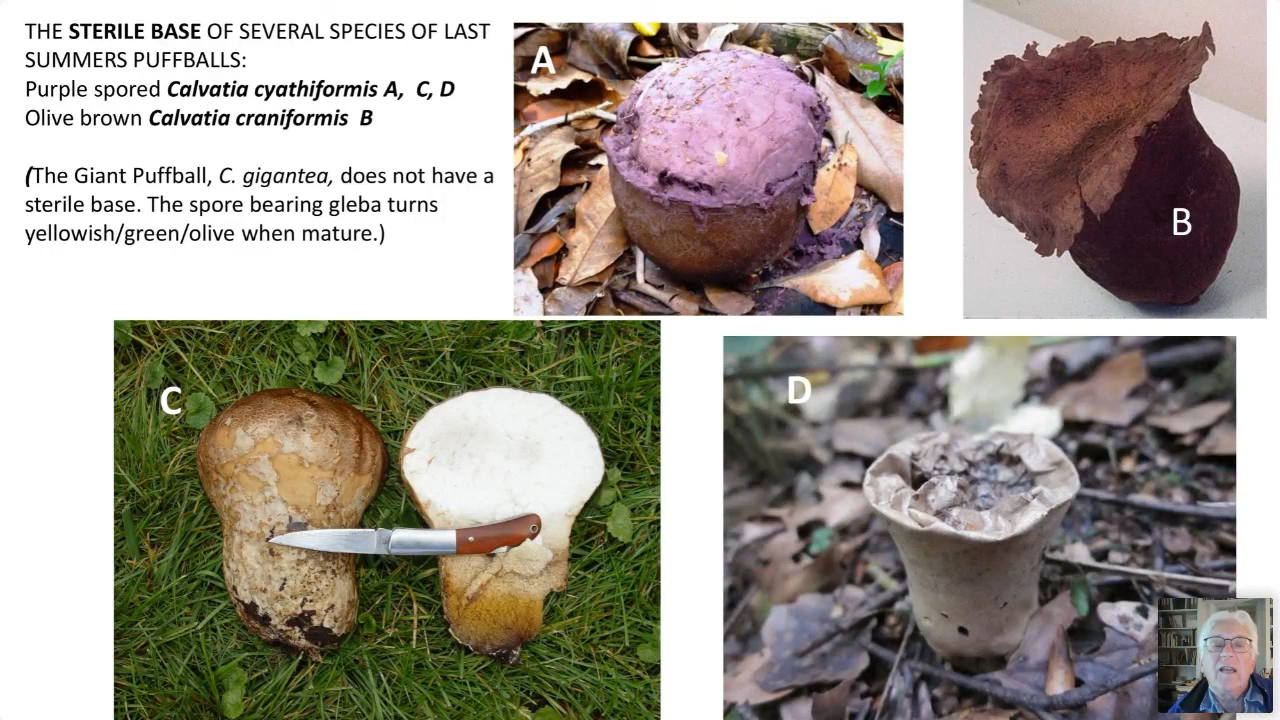 THE STERILE BASE OF SEVERAL SPECIES OF LAST
SUMMERS PUFFBALLS:
Purple spored Calvatia cyathiformis A, C, D
Olive brown Calvatia craniformis B
(The Giant Puffball, C. gigantea, does not have a
sterile base. The spore bearing gleba turns
yellowish/green/olive when mature.)
A
B
C
D